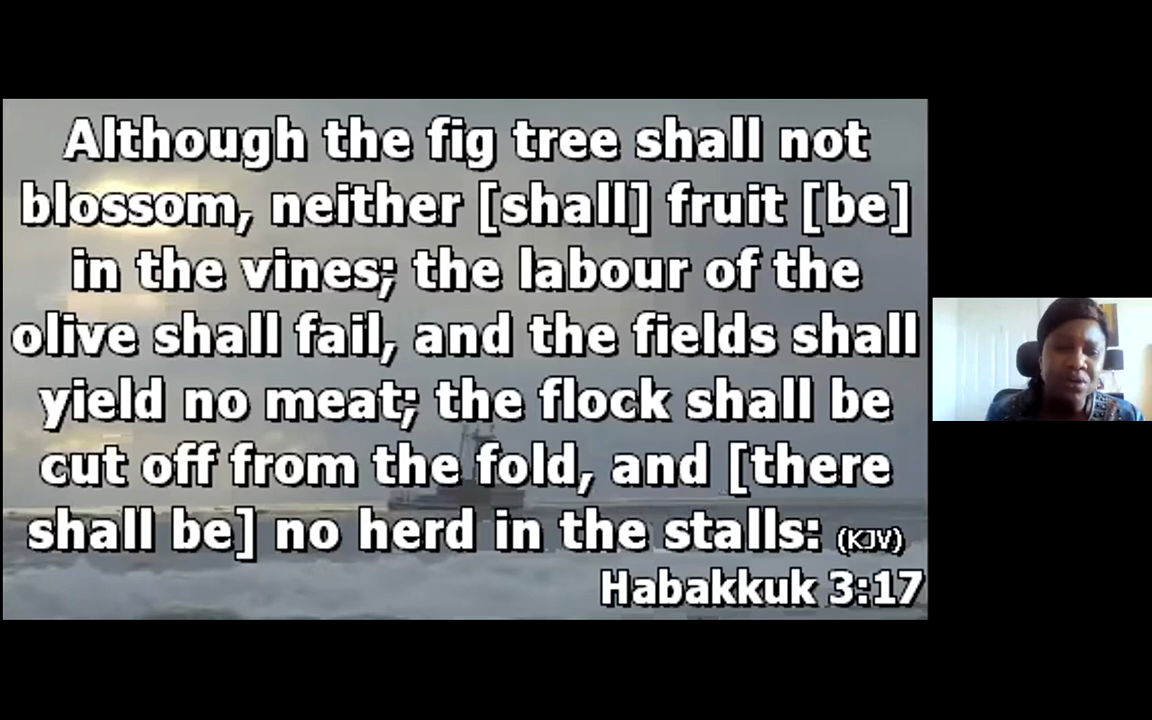 Although the fig tree shall not
blossom, neither [shall] fruit [be]
in the vines; the labour of the
olive shall fail, and the fields shall
yield no meat; the flock shall be
cut off from the fold, and [there
shall be] no herd in the stalls: (KJV)
Habakkuk 3:17